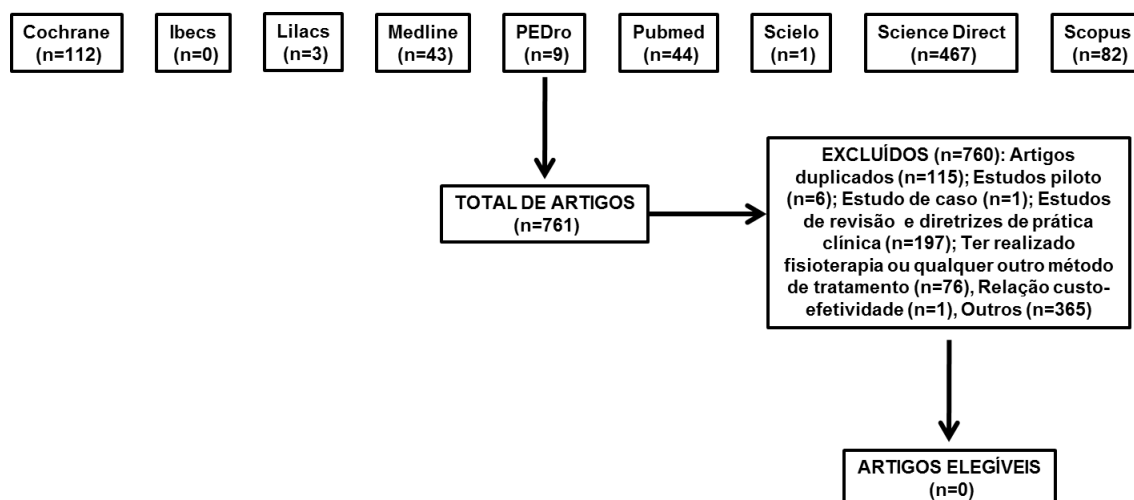 Cochrane
(n=112)
Ibecs
(n=0)
Lilacs
(n=3)
Medline
(n=43)
PEDro
(n=9)
Pubmed
(n=44)
Scielo
(n=1)
Science Direct
(n=467)
Scopus
(n=82)
TOTAL DE ARTIGOS
(n=761)
EXCLUÍDOS (n=760): Artigos
duplicados (n=115); Estudos piloto
(n=6); Estudo de caso (n=1); Estudos
de revisão e diretrizes de prática
clínica (n=197); Ter realizado
fisioterapia ou qualquer outro método
de tratamento (n=76), Relação custo-
efetividade (n=1), Outros (n=365)
ARTIGOS ELEGÍVEIS
(n=0)